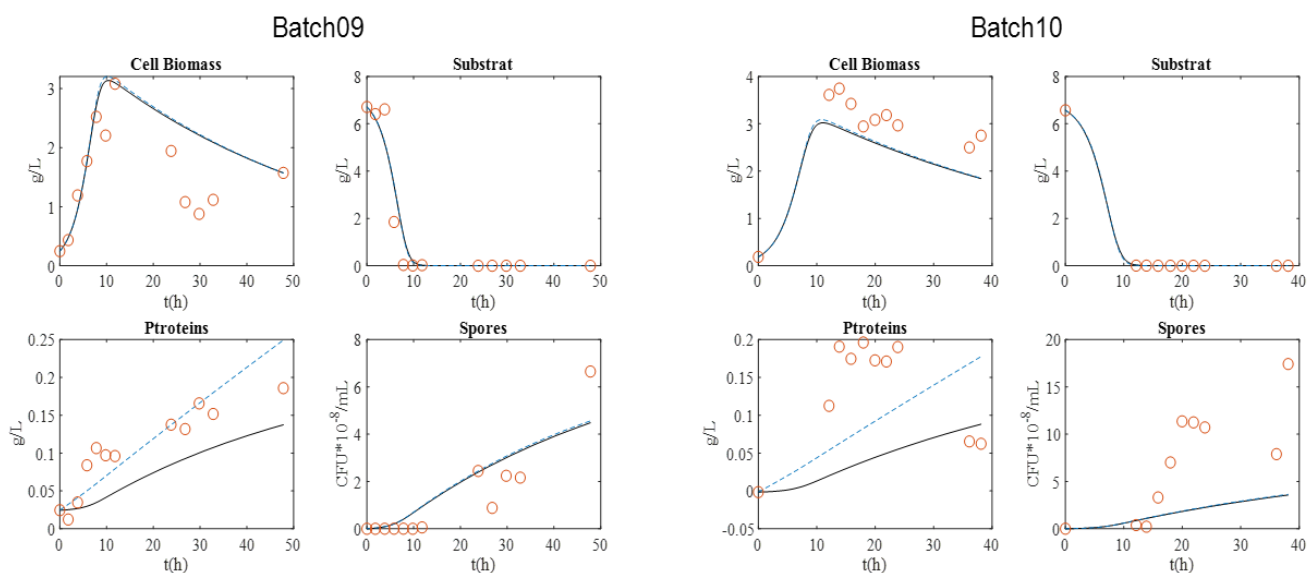 Batch09
Batch10
Cell Biomass
Substrat
Cell Biomass
Substrat
3
2
1
0
g/L
0 10 20 30 40 50
t(h)
8
6
4
2
0
g/L
0 10 20 30 40 50
t(h)
4
3
2
1
0
g/L
0 10 20 30 40
t(h)
8
6
4
2
0
g/L
0 10 20 30 40
t(h)
Ptroteins
Spores
Ptroteins
Spores
0.25
0.2
0.15
0.1
0.05
0
g/L
0 10 20 30 40 50
t(h)
8
6
4
2
0
CFU*10^-8/mL
0 10 20 30 40 50
t(h)
0.2
0.15
0.1
0.05
0
-0.05
g/L
0 10 20 30 40
t(h)
20
15
10
5
0
CFU*10^-8/mL
0 10 20 30 40
t(h)